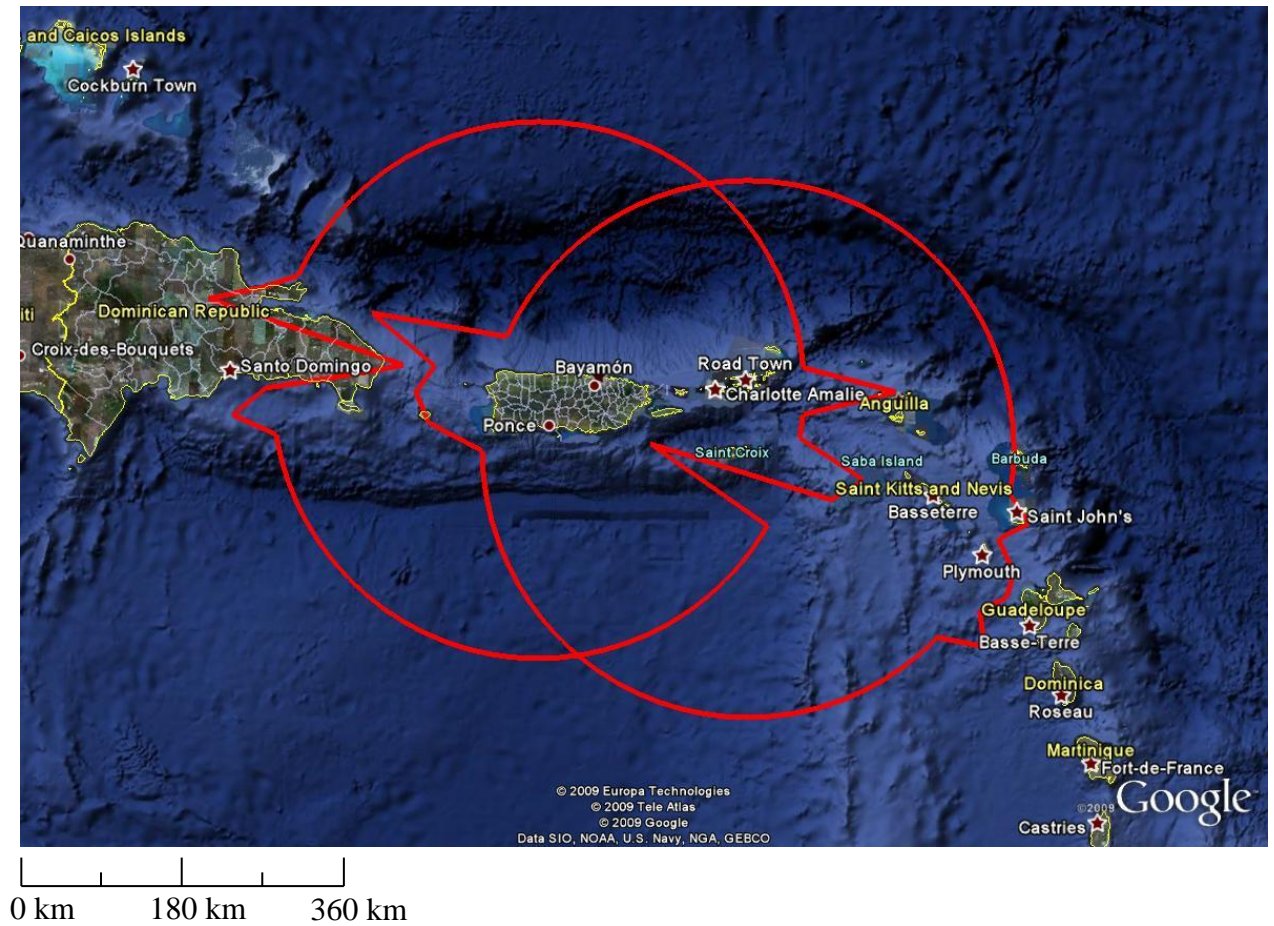 and Caicos Islands
Cockburn Town
Quanaminthe
Dominican Republic
iti
Croix-des-Bouquets
Santo Domingo
Bayamón
Ponce
Road Town
Charlotte Amalie
Anguilla
Saint Croix
Saba Island
Barbuda
Saint Kitts and Nevis
Basseterre
Saint John's
Plymouth
Guadeloupe
Basse-Terre
Dominica
Roseau
Martinique
Fort-de-France
© 2009 Europa Technologies
© 2009 Tele Atlas
© 2009 Google
Data SIO, NOAA, U.S. Navy, NGA, GEBCO
©2009 Google
Castries
0 km 180 km 360 km